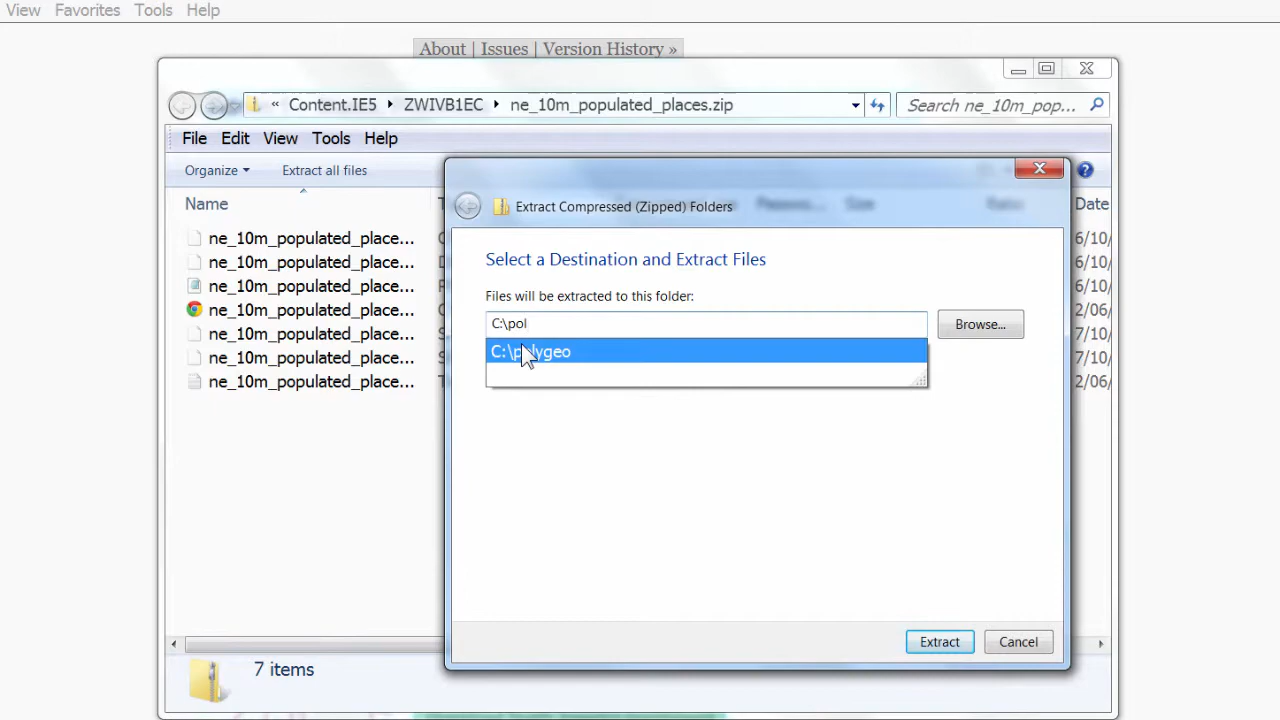 View Favorites Tools Help
About | Issues | Version History »
« Content.IE5 ZWIVB1EC ne_10m_populated_places.zip Search ne_10m_pop...
File Edit View Tools Help
Organize Extract all files
Name Size Ratio Date
Extract Compressed (Zipped) Folders
Select a Destination and Extract Files
Files will be extracted to this folder:
C:\pol Browse...
C:\polygeo
ne_10m_populated_place... 6/10/
ne_10m_populated_place...
ne_10m_populated_place... 6/10/
ne_10m_populated_place... 2/06/
ne_10m_populated_place... 7/10/
ne_10m_populated_place... 7/10/
ne_10m_populated_place... 2/06/
Extract Cancel
7 items